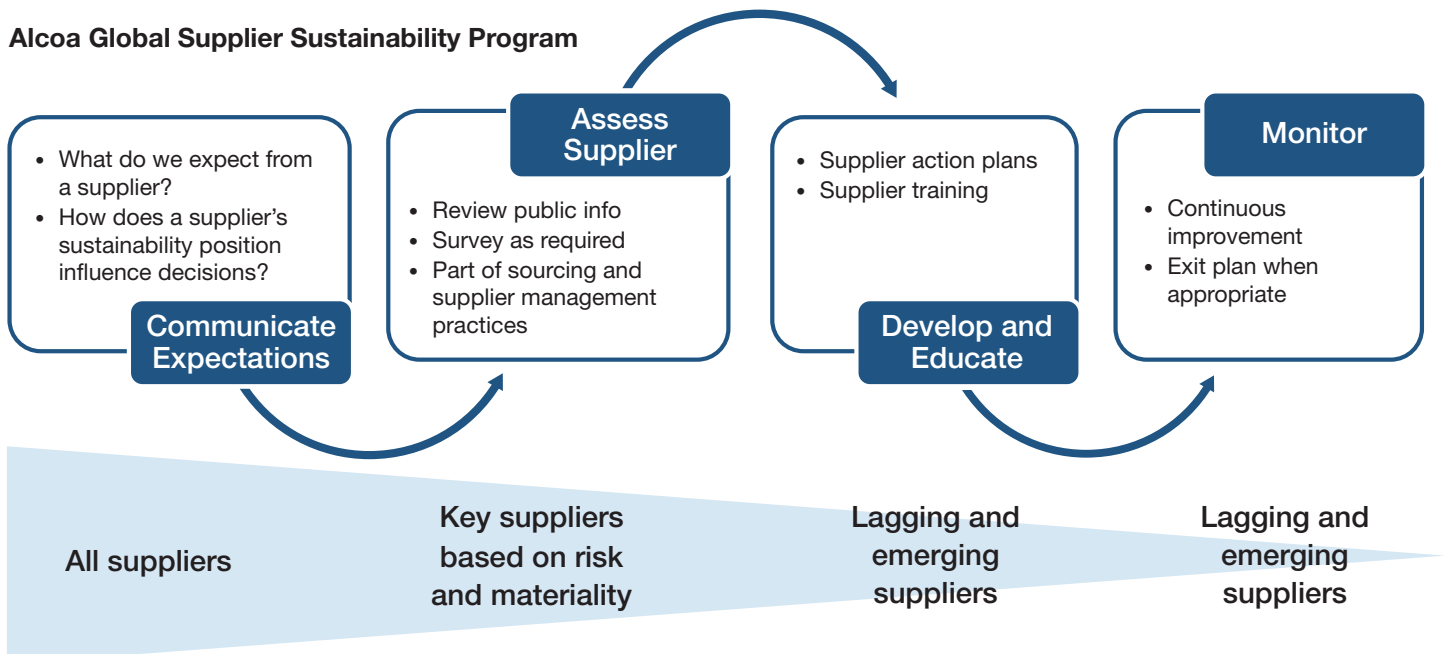 Alcoa Global Supplier Sustainability Program
• What do we expect from
a supplier?
• How does a supplier’s
sustainability position
influence decisions?
Communicate
Expectations
Assess
Supplier
• Review public info
• Survey as required
• Part of sourcing and
supplier management
practices
• Supplier action plans
• Supplier training
Develop and
Educate
Monitor
• Continuous
improvement
• Exit plan when
appropriate
All suppliers
Key suppliers
based on risk
and materiality
Lagging and
emerging
suppliers
Lagging and
emerging
suppliers